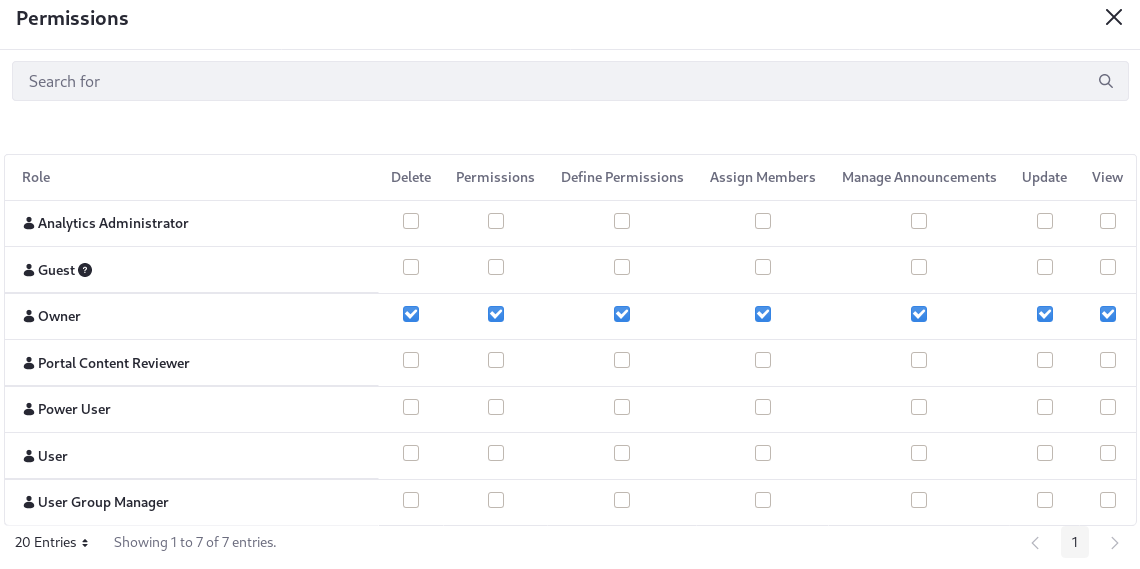 Permissions
Search for
Role Delete Permissions Define Permissions Assign Members Manage Announcements Update View
Analytics Administrator
Guest ?
Owner
Portal Content Reviewer
Power User
User
User Group Manager
20 Entries Showing 1 to 7 of 7 entries. 1